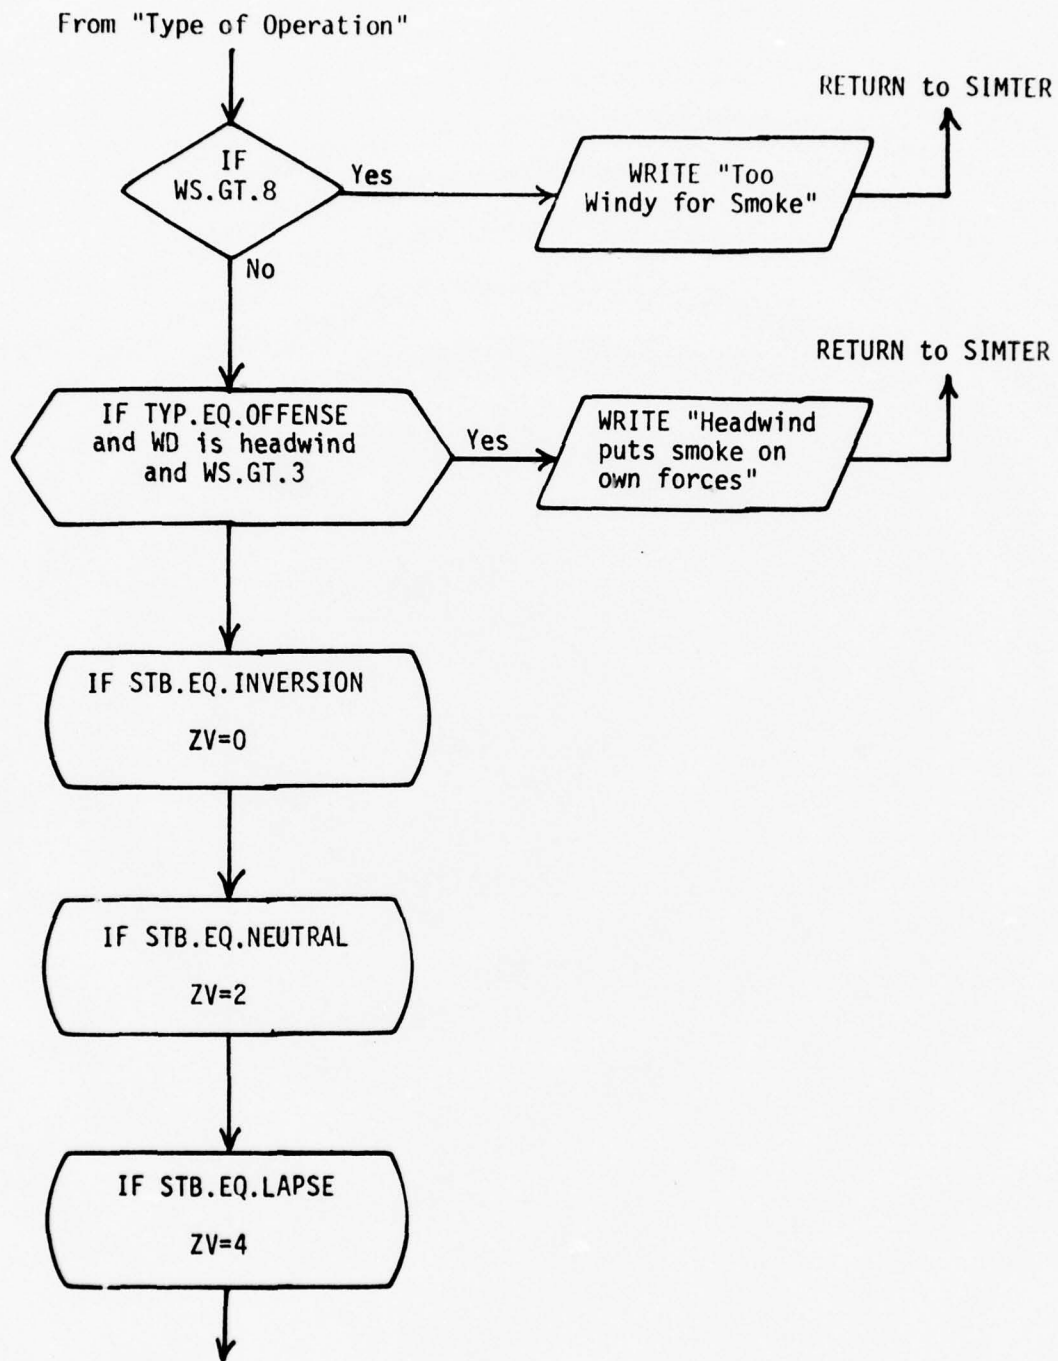 From "Type of Operation"
RETURN to SIMTER
IF
WS.GT.8
Yes
WRITE "Too
Windy for Smoke"
No
RETURN to SIMTER
IF TYP.EQ.OFFENSE
and WD is headwind
and WS.GT.3
Yes
WRITE "Headwind
puts smoke on
own forces"
IF STB.EQ.INVERSION
ZV=0
IF STB.EQ.NEUTRAL
ZV=2
IF STB.EQ.LAPSE
ZV=4